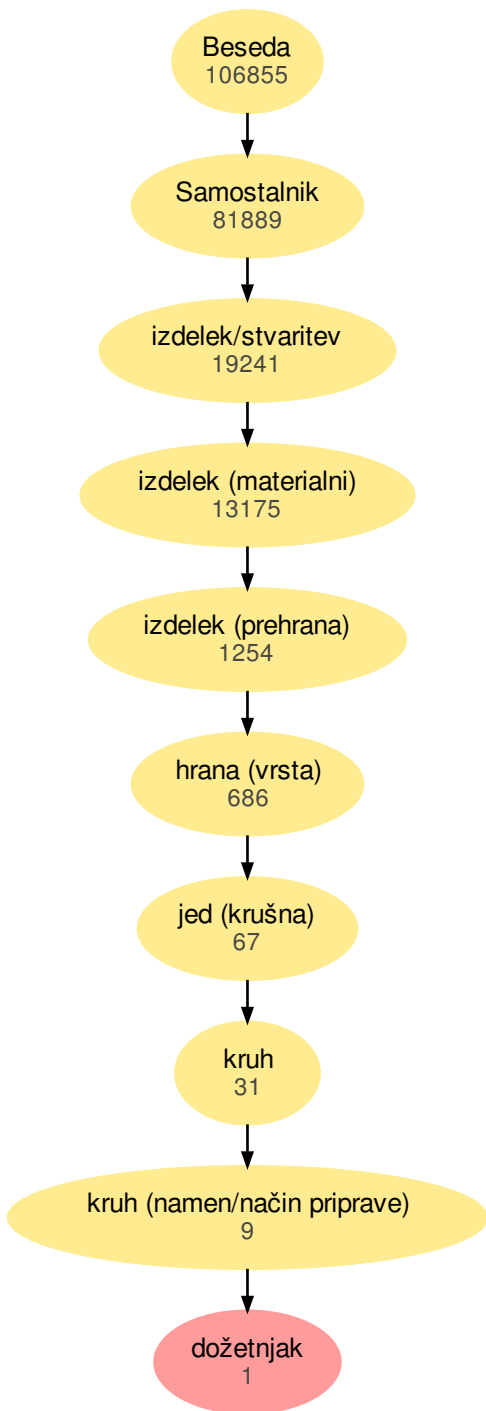 Beseda
106855
Samostalnik
81889
izdelek/stvaritev
19241
izdelek (materialni)
13175
izdelek (prehrana)
1254
hrana (vrsta)
686
jed (krušna)
67
kruh
31
kruh (namen/način priprave)
9
dožetnjak
1